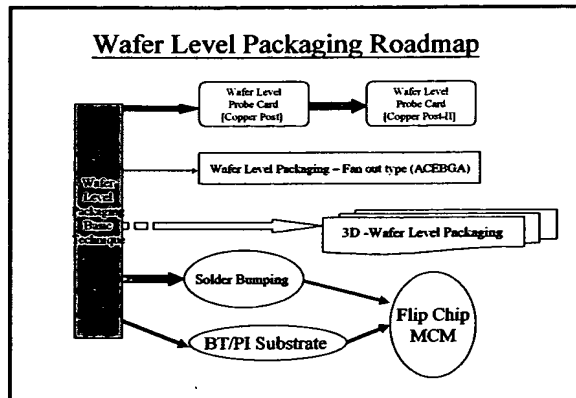 Wafer Level Packaging Roadmap
Wafer Level
Probe Card
[Copper Post]
Wafer Level
Probe Card
[Copper Post-II]
Wafer Level Packaging – Fan out type (ACEBGA)
Wafer
Level
Packaging
Basic
Technique
3D -Wafer Level Packaging
Solder Bumping
Flip Chip
MCM
BT/PI Substrate